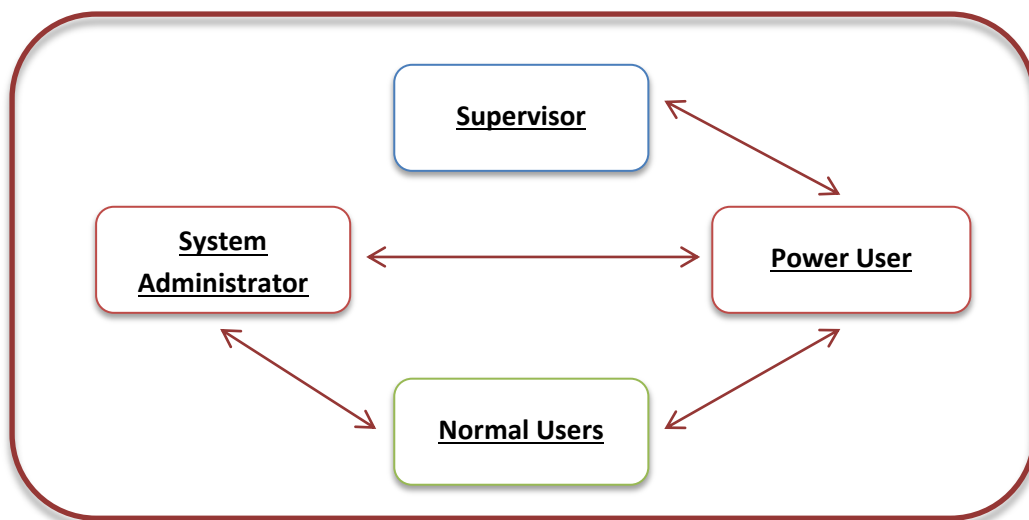 Supervisor
System
Administrator
Power User
Normal Users